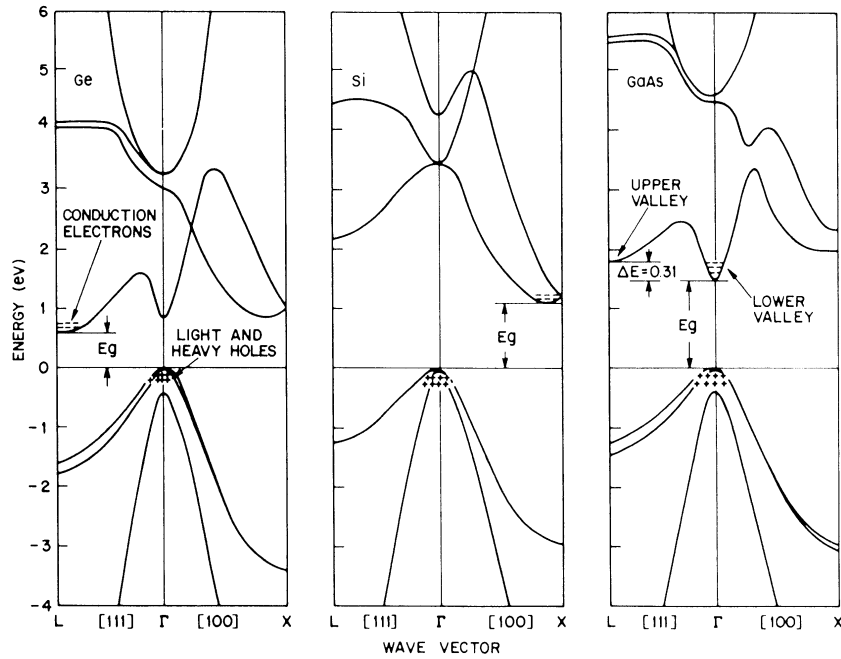 ENERGY (eV)
6
5
4
3
2
1
0
-1
-2
-3
-4
Ge
CONDUCTION
ELECTRONS
Eg
LIGHT AND
HEAVY HOLES
L [111] Γ [100] X
Si
Eg
L [111] Γ [100] X
GaAs
UPPER
VALLEY
ΔE=0.31
LOWER
VALLEY
Eg
L [111] Γ [100] X
WAVE VECTOR